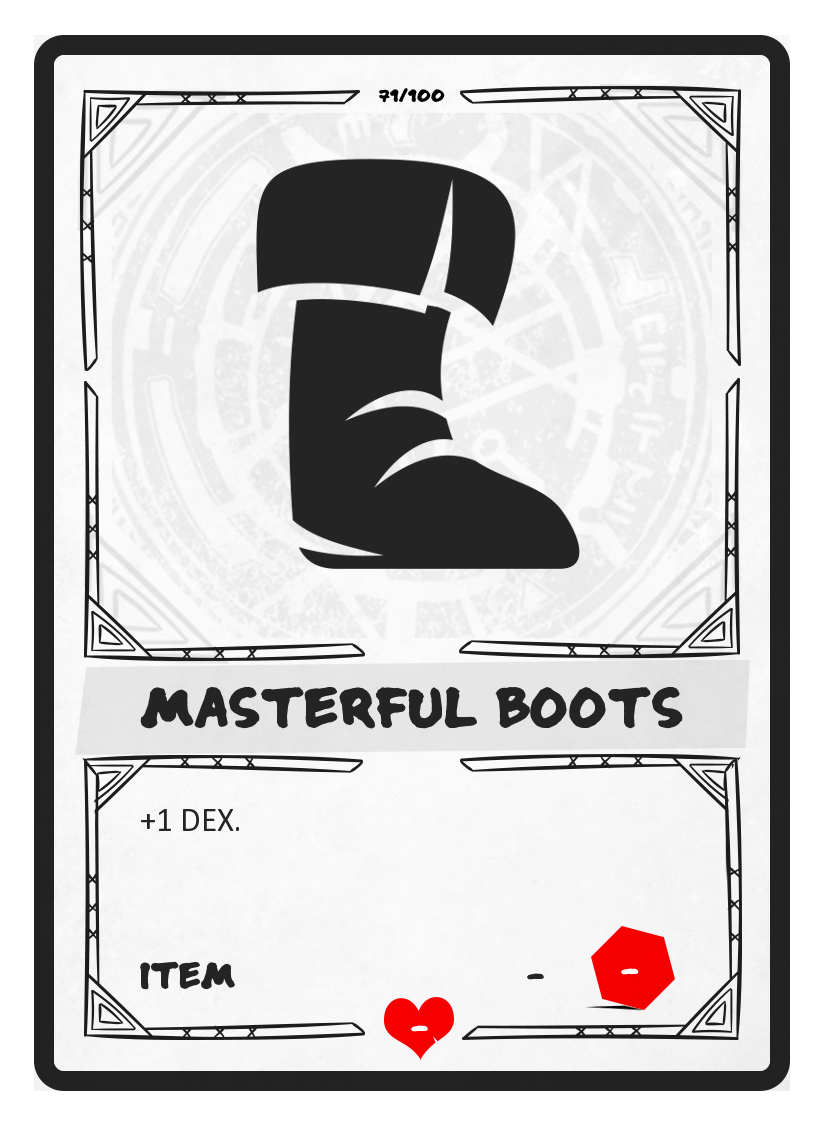 71/100
MASTERFUL BOOTS
+1 DEX.
ITEM
-
-
-